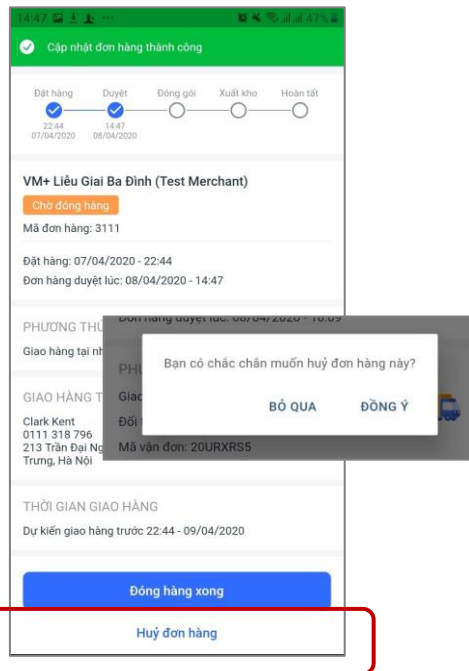 14:47 47%
Cập nhật đơn hàng thành công
Đặt hàng Duyệt Đóng gói Xuất kho Hoàn tất
22:44 14:47
07/04/2020 08/04/2020
VM+ Liễu Giai Ba Đình (Test Merchant)
Chờ đóng hàng
Mã đơn hàng: 3111
Đặt hàng: 07/04/2020 - 22:44
Đơn hàng duyệt lúc: 08/04/2020 - 14:47
PHƯƠNG
Giao hàng tại
GIAO HÀNG
Clark Kent
0111 318 796
213 Trần Đại
Trưng, Hà Nội
Đơn hàng duyệt lúc: 08/04/2020 - 16:09
Bạn có chắc chắn muốn huỷ đơn hàng này?
BỎ QUA ĐỒNG Ý
Mã vận đơn: 20URXRS5
THỜI GIAN GIAO HÀNG
Dự kiến giao hàng trước 22:44 - 09/04/2020
Đóng hàng xong
Huỷ đơn hàng